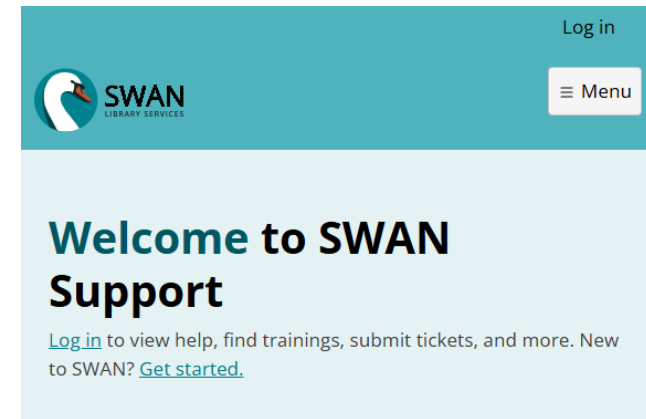 Log in
SWAN
LIBRARY SERVICES
≡ Menu
Welcome to SWAN
Support
Log in to view help, find trainings, submit tickets, and more. New
to SWAN? Get started.